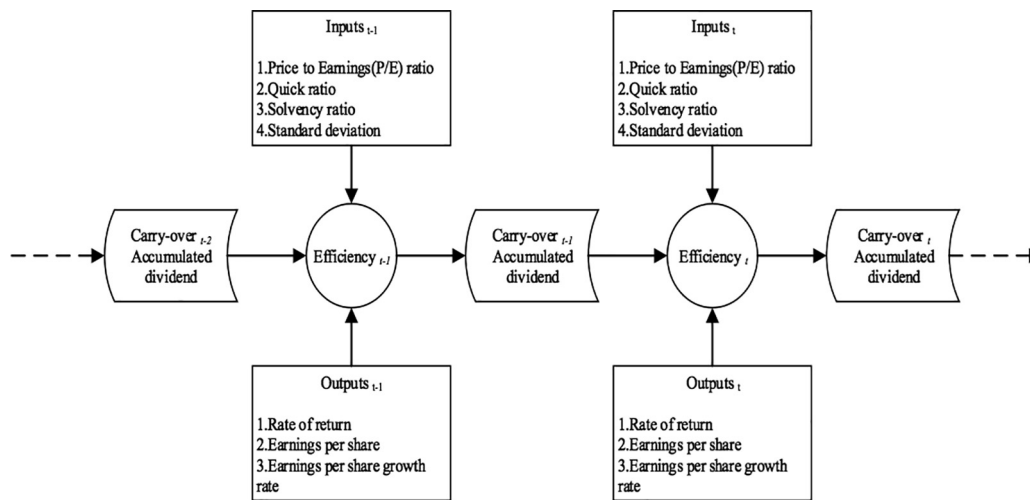 Inputs t-1
1.Price to Earnings(P/E) ratio
2.Quick ratio
3.Solvency ratio
4.Standard deviation
Inputs t
1.Price to Earnings(P/E) ratio
2.Quick ratio
3.Solvency ratio
4.Standard deviation
Carry-over t-2
Accumulated
dividend
Efficiency t-1
Carry-over t-1
Accumulated
dividend
Efficiency t
Carry-over t
Accumulated
dividend
Outputs t-1
1.Rate of return
2.Earnings per share
3.Earnings per share growth
rate
Outputs t
1.Rate of return
2.Earnings per share
3.Earnings per share growth
rate